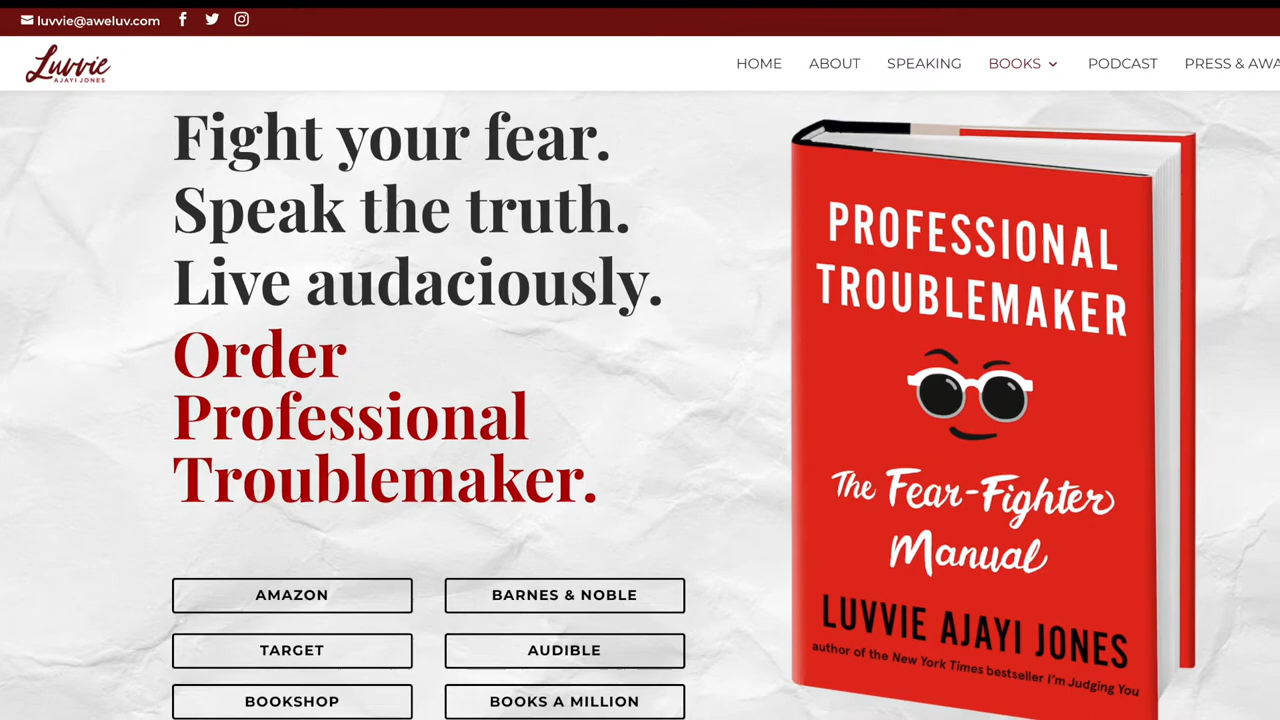 luvvie@aweluv.com
Luvvie
AJAYI JONES
HOME ABOUT SPEAKING BOOKS PODCAST PRESS & AWA
Fight your fear.
Speak the truth.
Live audaciously.
Order
Professional
Troublemaker.
AMAZON BARNES & NOBLE
TARGET AUDIBLE
BOOKSHOP BOOKS A MILLION
PROFESSIONAL
TROUBLEMAKER
The Fear-Fighter
Manual
LUVVIE AJAYI JONES
author of the New York Times bestseller I'm Judging You